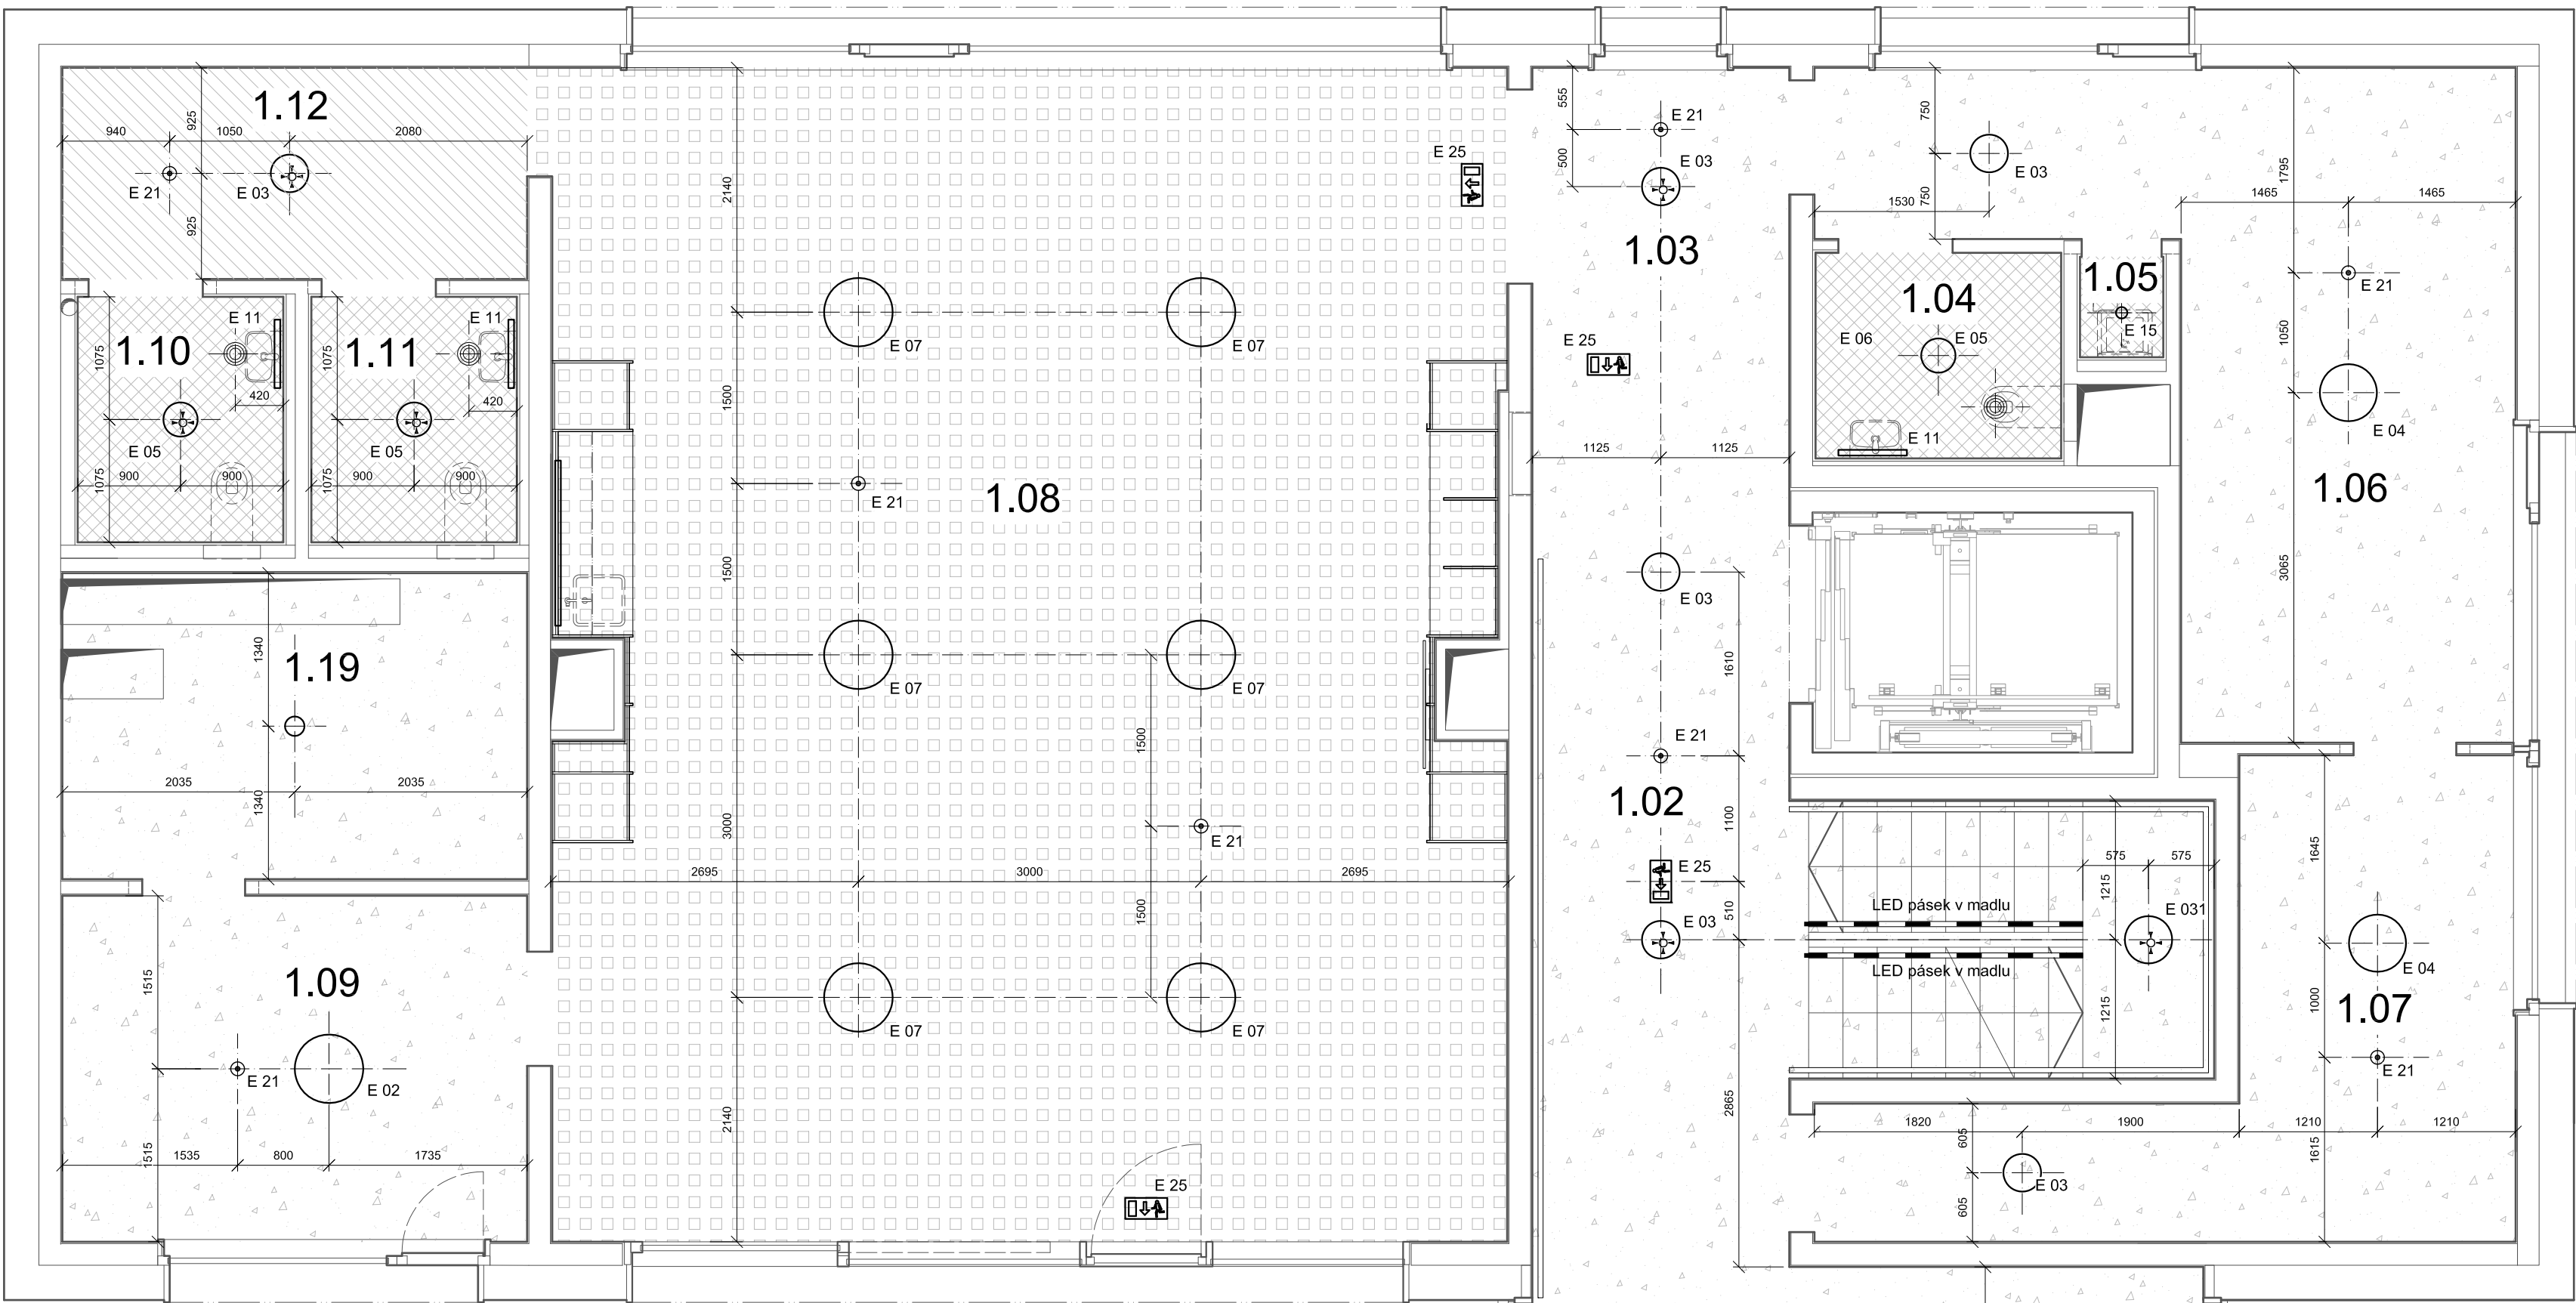 1.12
925
940
1050
2080
E 21
E 03
925
1.10
E 11
1075
420
E 05
1075
900
900
1.11
E 11
1075
420
E 05
1075
900
900
1.19
1340
2035
2035
1340
1.09
1515
E 21
E 02
1515
1535
800
1735
2140
E 25
E 07
E 07
1500
E 21
1.08
1500
E 07
E 07
1500
3000
E 21
2695
3000
2695
1500
E 07
E 07
2140
E 25
555
E 21
500
E 03
1.03
E 25
1125
1125
E 03
1610
E 21
1.02
1100
E 25
510
E 03
2865
750
E 03
1530
750
1.04
E 06
E 05
E 11
1.05
E 15
1795
1465
1465
E 21
1050
E 04
1.06
3065
575
575
1215
LED pásek v madlu
E 031
LED pásek v madlu
1215
1645
E 04
1000
1.07
E 21
1820
1900
1210
1210
605
1615
E 03
605